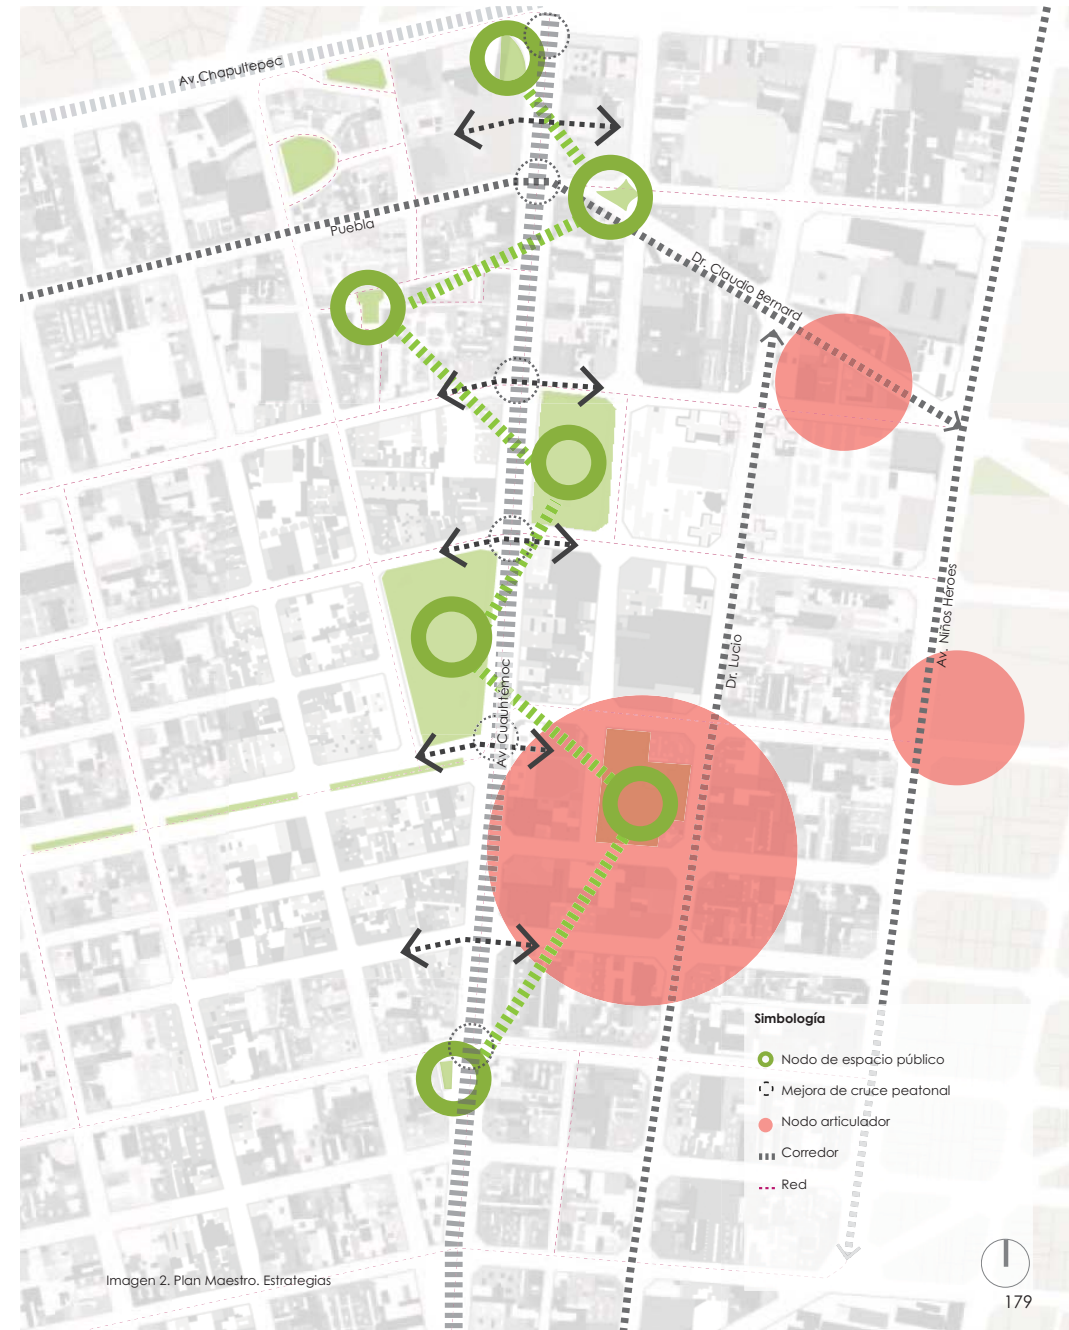 Av.Chapultepec
Puebla
Dr. Claudio Bernard
Av. Niños Héroes
Dr. Lucio
Av. Cuauhtémoc
Simbología
Nodo de espacio público
Mejora de cruce peatonal
Nodo articulador
Corredor
Red
Imagen 2. Plan Maestro. Estrategias
179